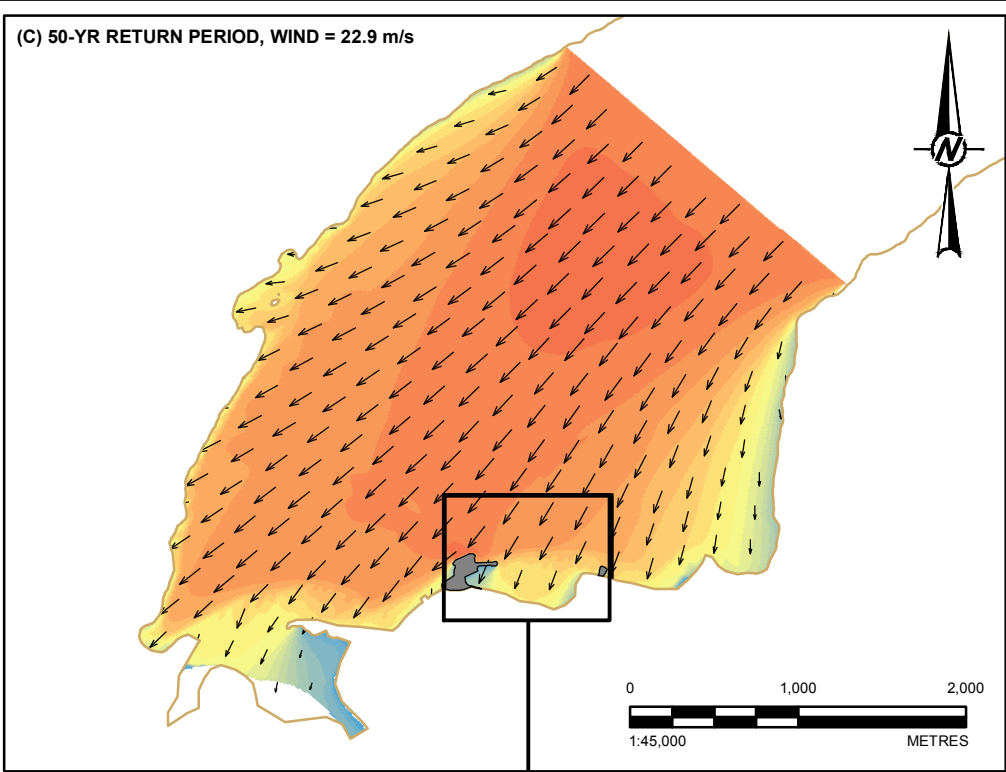 (C) 50-YR RETURN PERIOD, WIND = 22.9 m/s
N
0 1,000 2,000
1:45,000 METRES